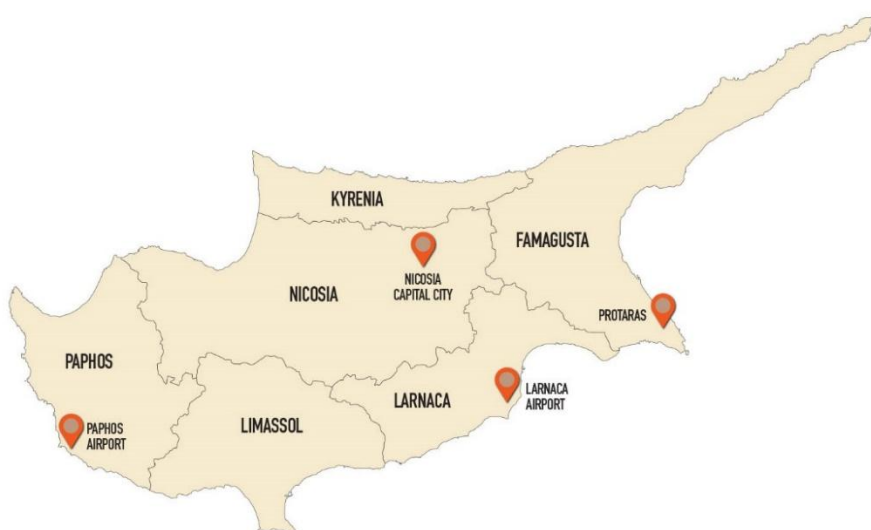 KYRENIA
FAMAGUSTA
NICOSIA
CAPITAL CITY
NICOSIA
PROTARAS
PAPHOS
LARNACA
LARNACA
AIRPORT
LIMASSOL
PAPHOS
AIRPORT